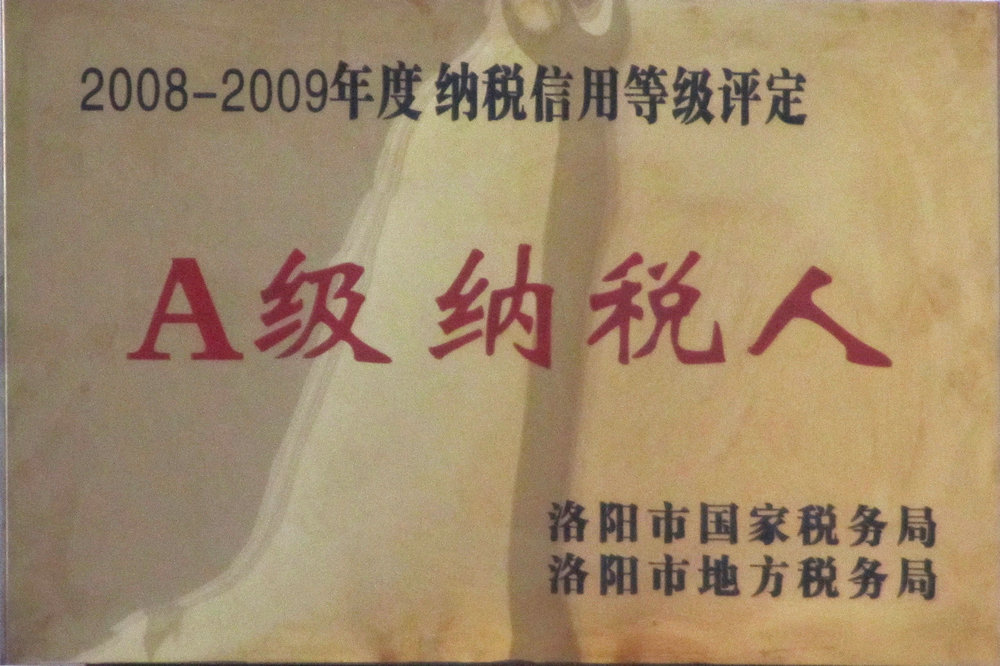 2008-2009年度 纳税信用等级评定
A级 纳税人
洛阳市国家税务局
洛阳市地方税务局